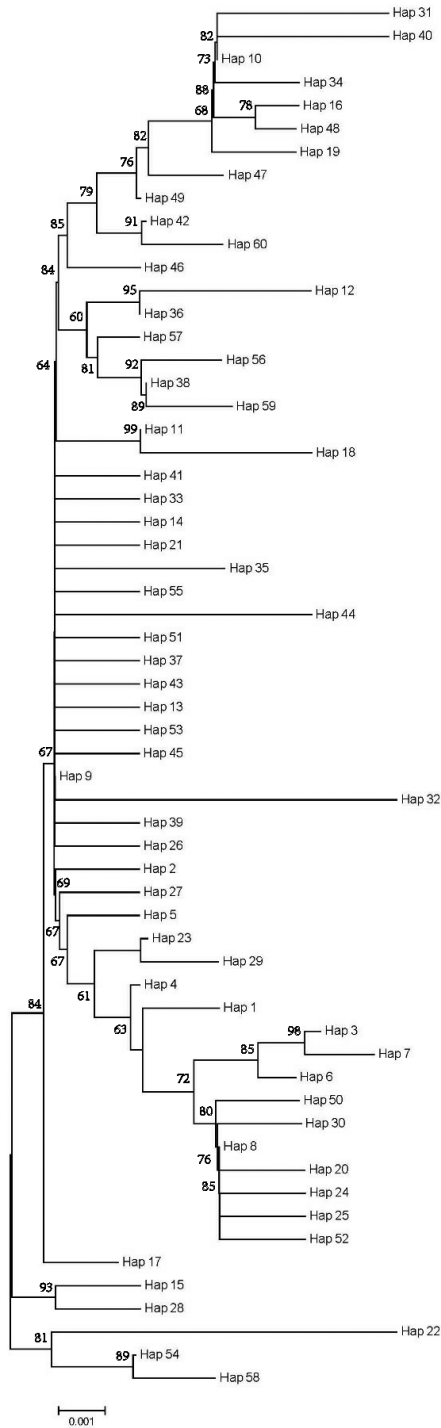 Hap 31
82
Hap 40
73
Hap 10
Hap 34
88
Hap 16
68
78
Hap 48
82
Hap 19
76
Hap 47
79
Hap 49
85
91
Hap 42
Hap 60
84
Hap 46
95
Hap 12
60
Hap 36
Hap 57
64
81
92
Hap 56
Hap 38
89
Hap 59
99
Hap 11
Hap 18
Hap 41
Hap 33
Hap 14
Hap 21
Hap 35
Hap 55
Hap 44
Hap 51
Hap 37
Hap 43
Hap 13
Hap 53
67
Hap 45
Hap 9
Hap 32
Hap 39
Hap 26
Hap 2
69
Hap 27
67
Hap 5
67
Hap 23
Hap 29
61
Hap 4
84
63
Hap 1
98
Hap 3
85
Hap 7
72
Hap 6
80
Hap 50
Hap 30
Hap 8
76
Hap 20
85
Hap 24
Hap 25
Hap 52
Hap 17
93
Hap 15
Hap 28
81
Hap 22
89
Hap 54
Hap 58
0.001